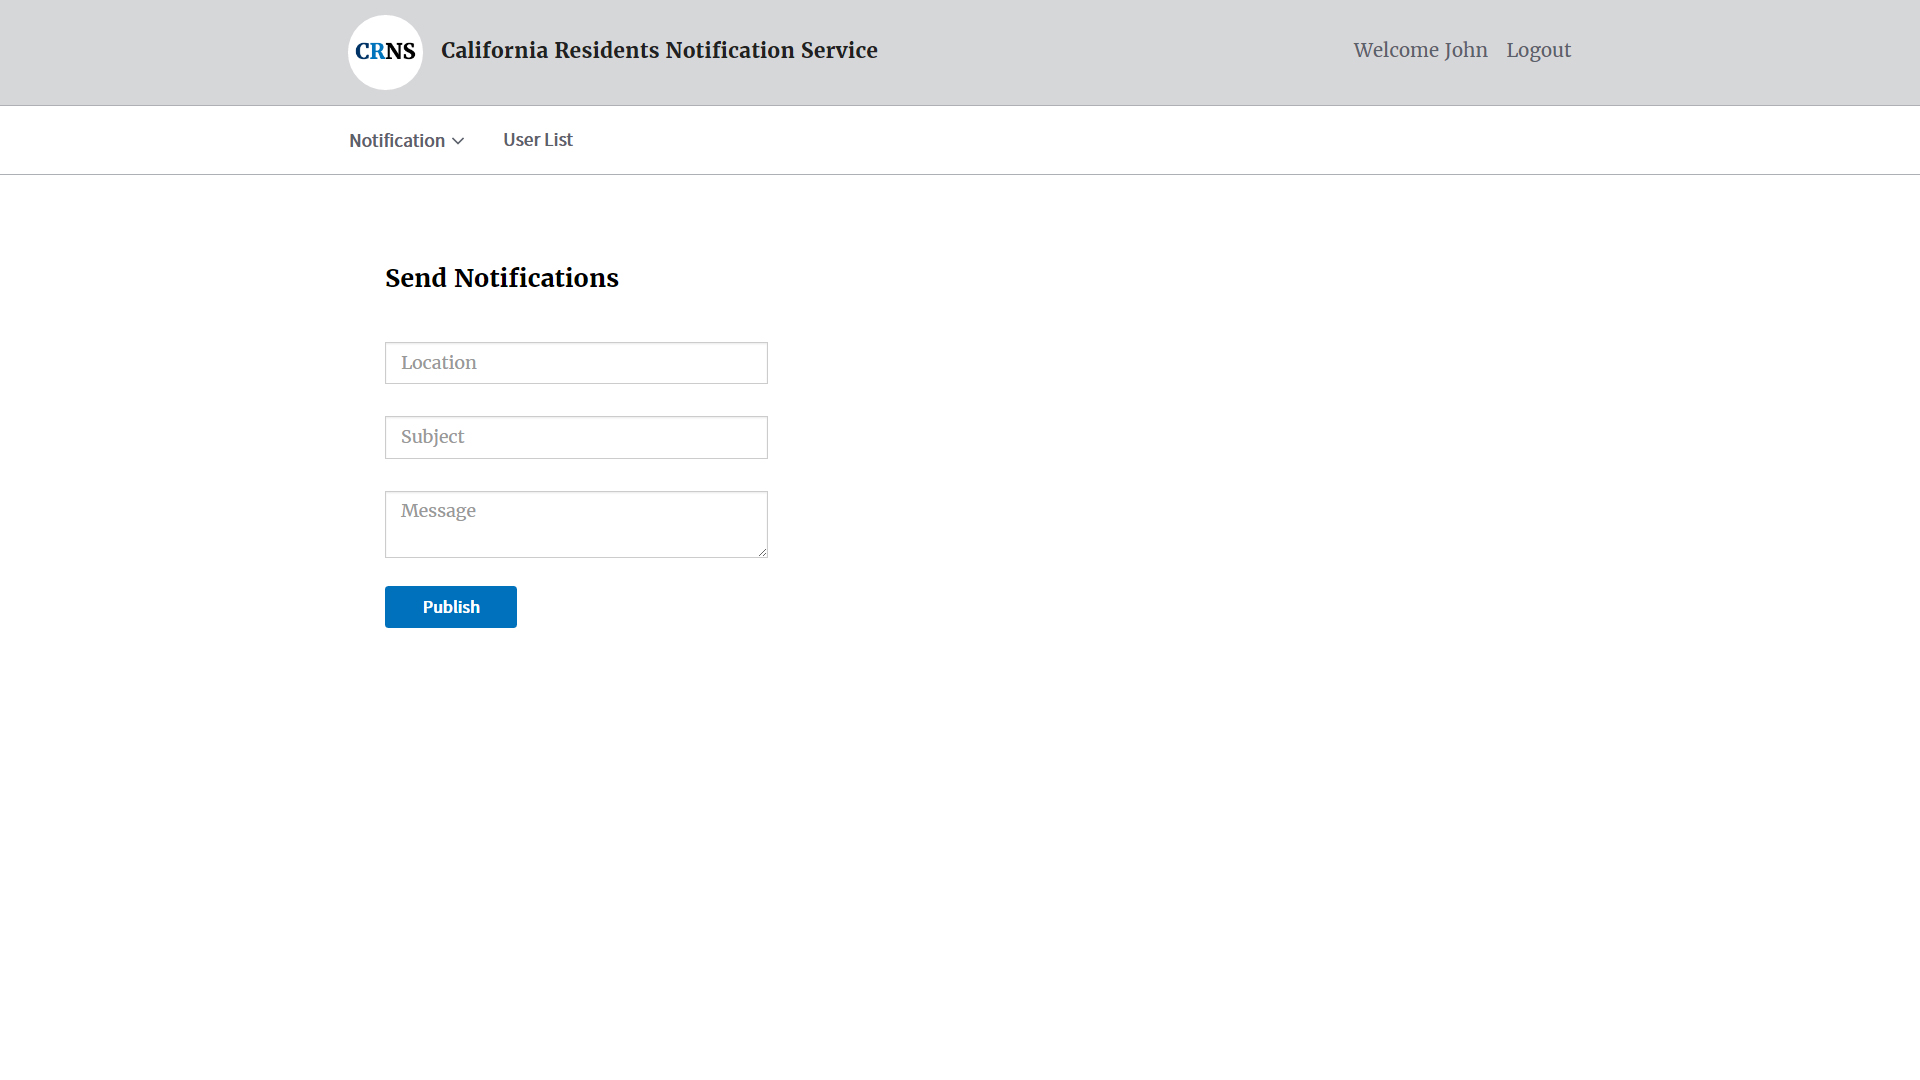 CRNS California Residents Notification Service Welcome John Logout
Notification User List
Send Notifications
Location
Subject
Message
Publish